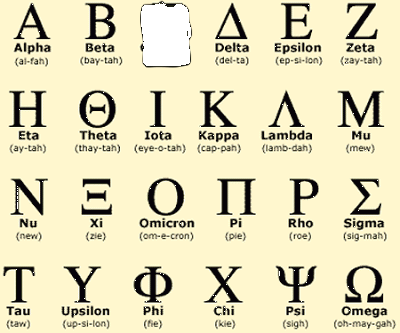 Α Β Δ Ε Ζ
Alpha Beta Delta Epsilon Zeta
(al-fah) (bay-tah) (del-ta) (ep-si-lon) (zay-tah)
Η Θ Ι Κ Λ Μ
Eta Theta Iota Kappa Lambda Mu
(ay-tah) (thay-tah) (eye-o-tah) (cap-pah) (lamb-dah) (mew)
Ν Ξ Ο Π Ρ Σ
Nu Xi Omicron Pi Rho Sigma
(new) (zie) (om-e-cron) (pie) (roe) (sig-mah)
Τ Υ Φ Χ Ψ Ω
Tau Upsilon Phi Chi Psi Omega
(taw) (up-si-lon) (fie) (kie) (sigh) (oh-may-gah)